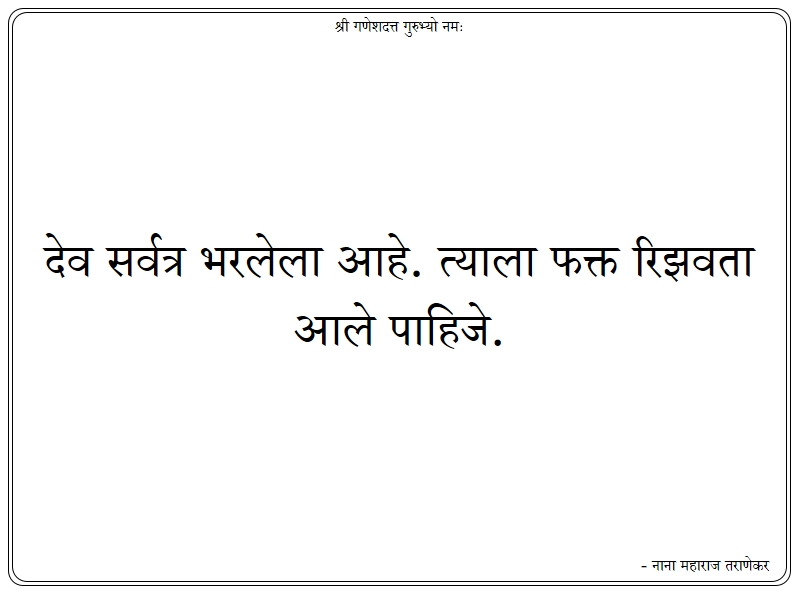 श्री गणेशदत्त गुरुभ्यो नमः
देव सर्वत्र भरलेला आहे. त्याला फक्त रिझवता
आले पाहिजे.
- नाना महाराज तराणेकर